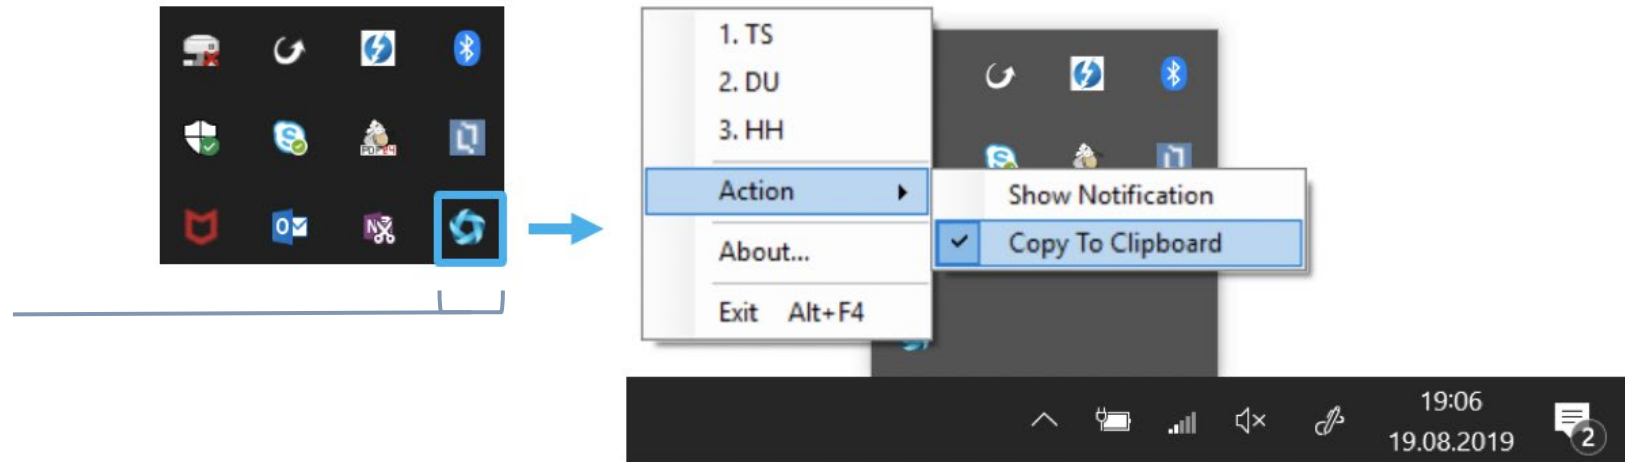 PDF24
N
1. TS
2. DU
3. HH
Action
Show Notification
Copy To Clipboard
About...
Exit Alt+F4
19:06
19.08.2019
2